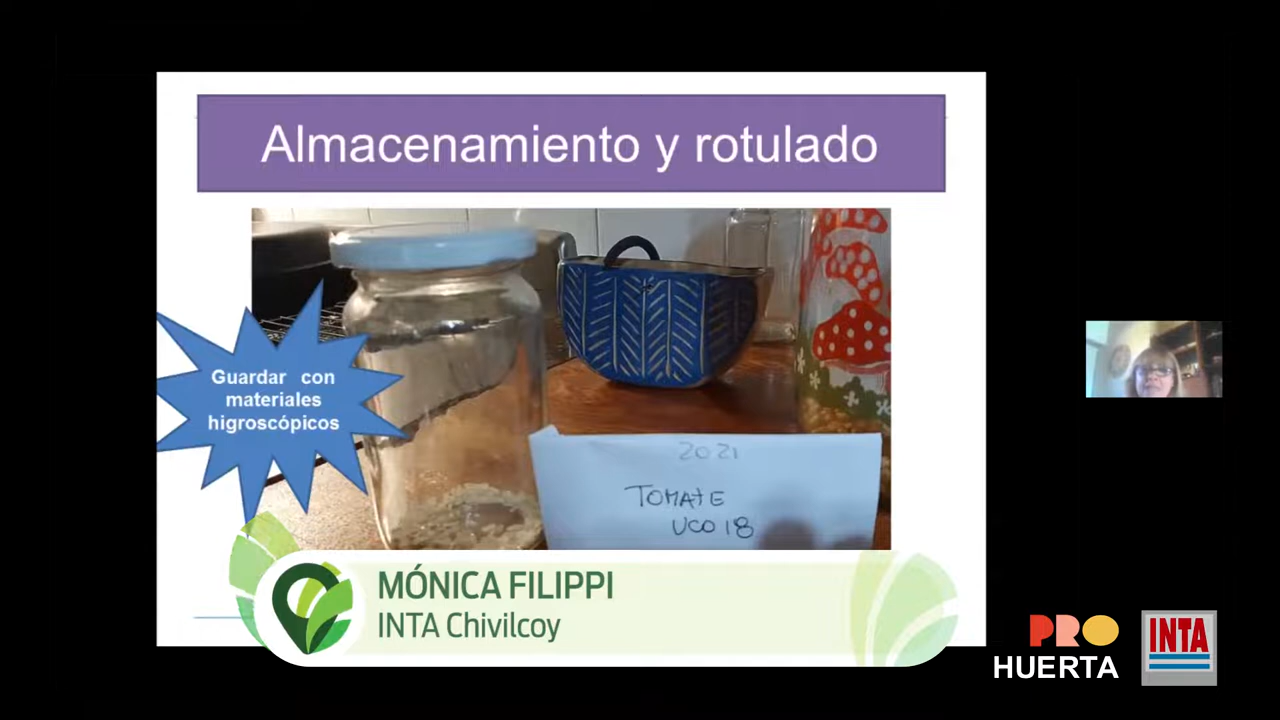 Almacenamiento y rotulado
Guardar con
materiales
higroscópicos
2021
TOMATE
UCO 18
MÓNICA FILIPPI
INTA Chivilcoy
PRO
HUERTA
INTA